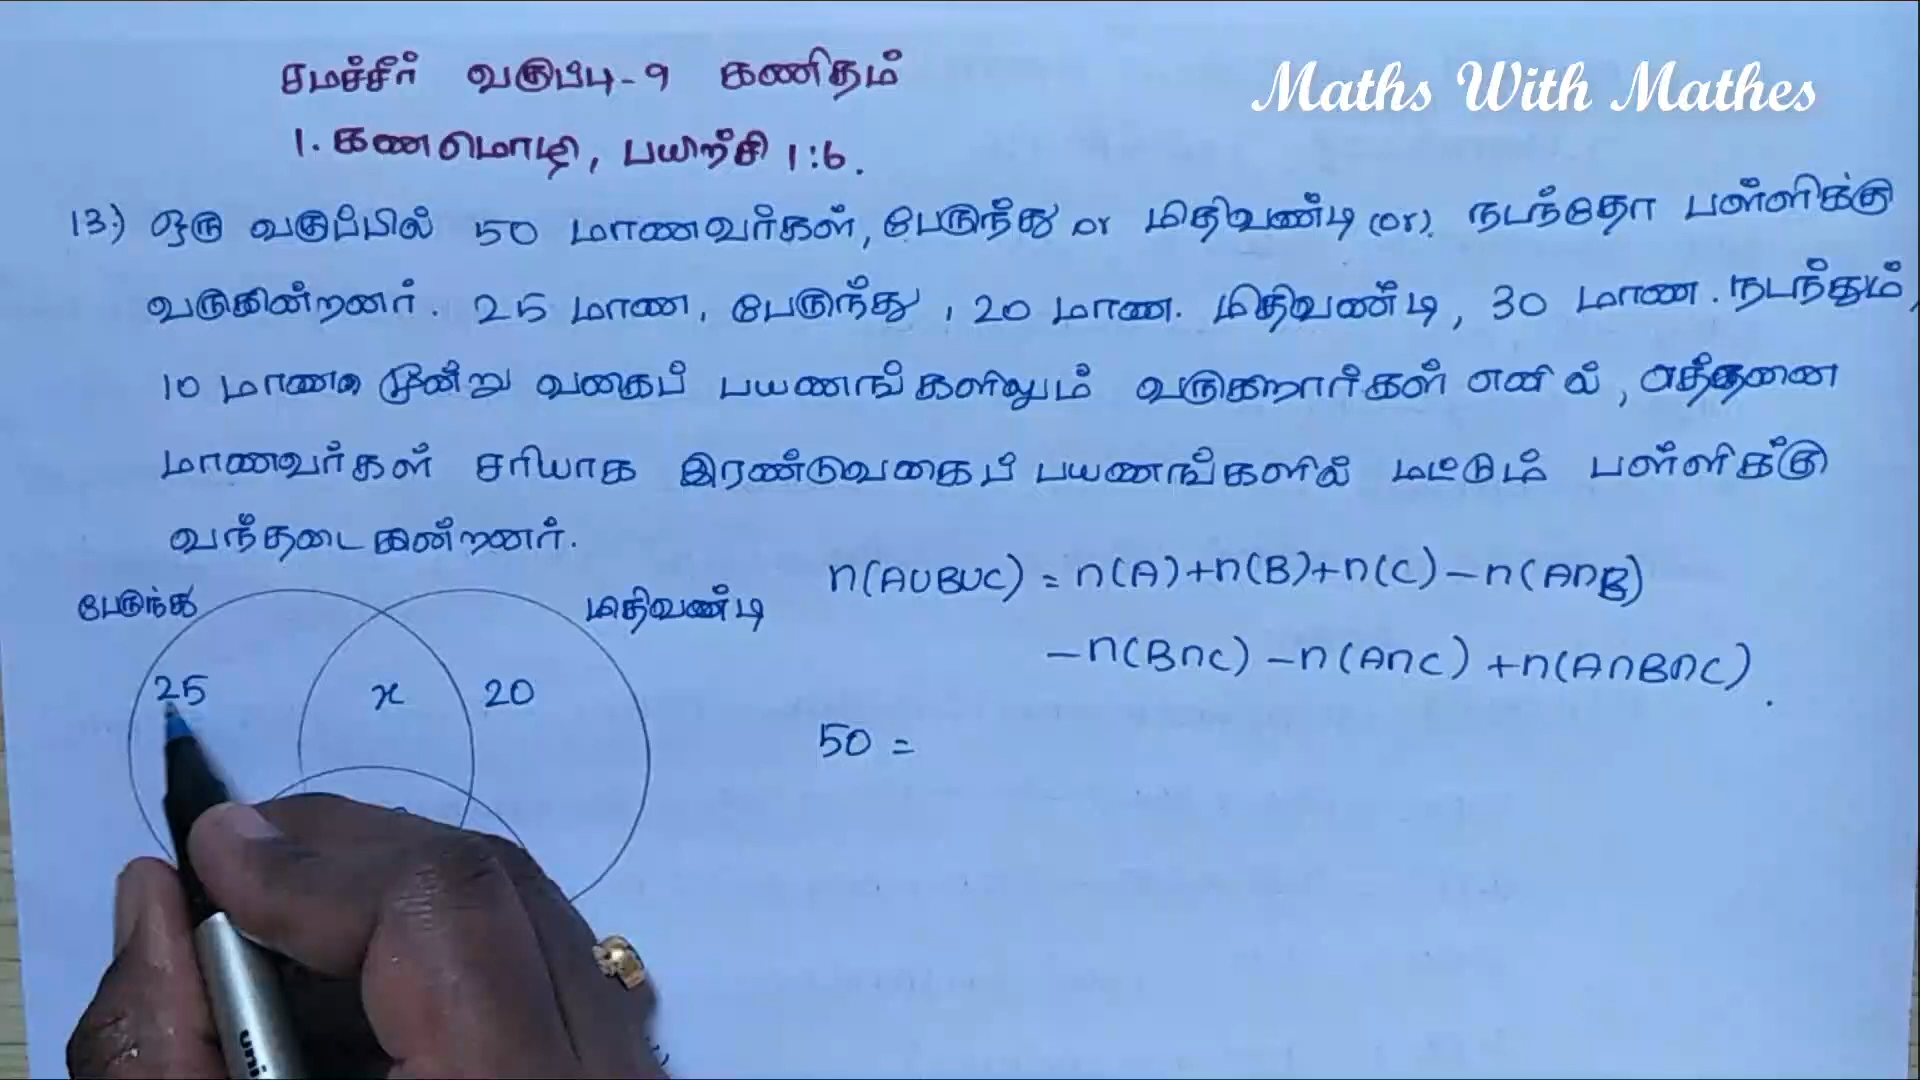 சமச்சீர் வகுப்பு - 9 கணிதம்
Maths With Mathes
1. கணமொழி, பயிற்சி 1:6.
13) ஒரு வகுப்பில் 50 மாணவர்கள், பேருந்து or மிதிவண்டி (or). நடந்தோ பள்ளிக்கு
வருகின்றனர். 25 மாண, பேருந்து, 20 மாண. மிதிவண்டி, 30 மாண. நடந்தும்,
10 மாண மூன்று வகைப் பயணங்களிலும் வருகிறார்கள் எனில், எத்தனை
மாணவர்கள் சரியாக இரண்டுவகைப் பயணங்களில் மட்டும் பள்ளிக்கு
வந்தடைகின்றனர்.
n(A∪B∪C) = n(A)+n(B)+n(C)-n(A∩B)
-n(B∩C)-n(A∩C)+n(A∩B∩C).
பேருந்து மிதிவண்டி
25 x 20
50 =
uni